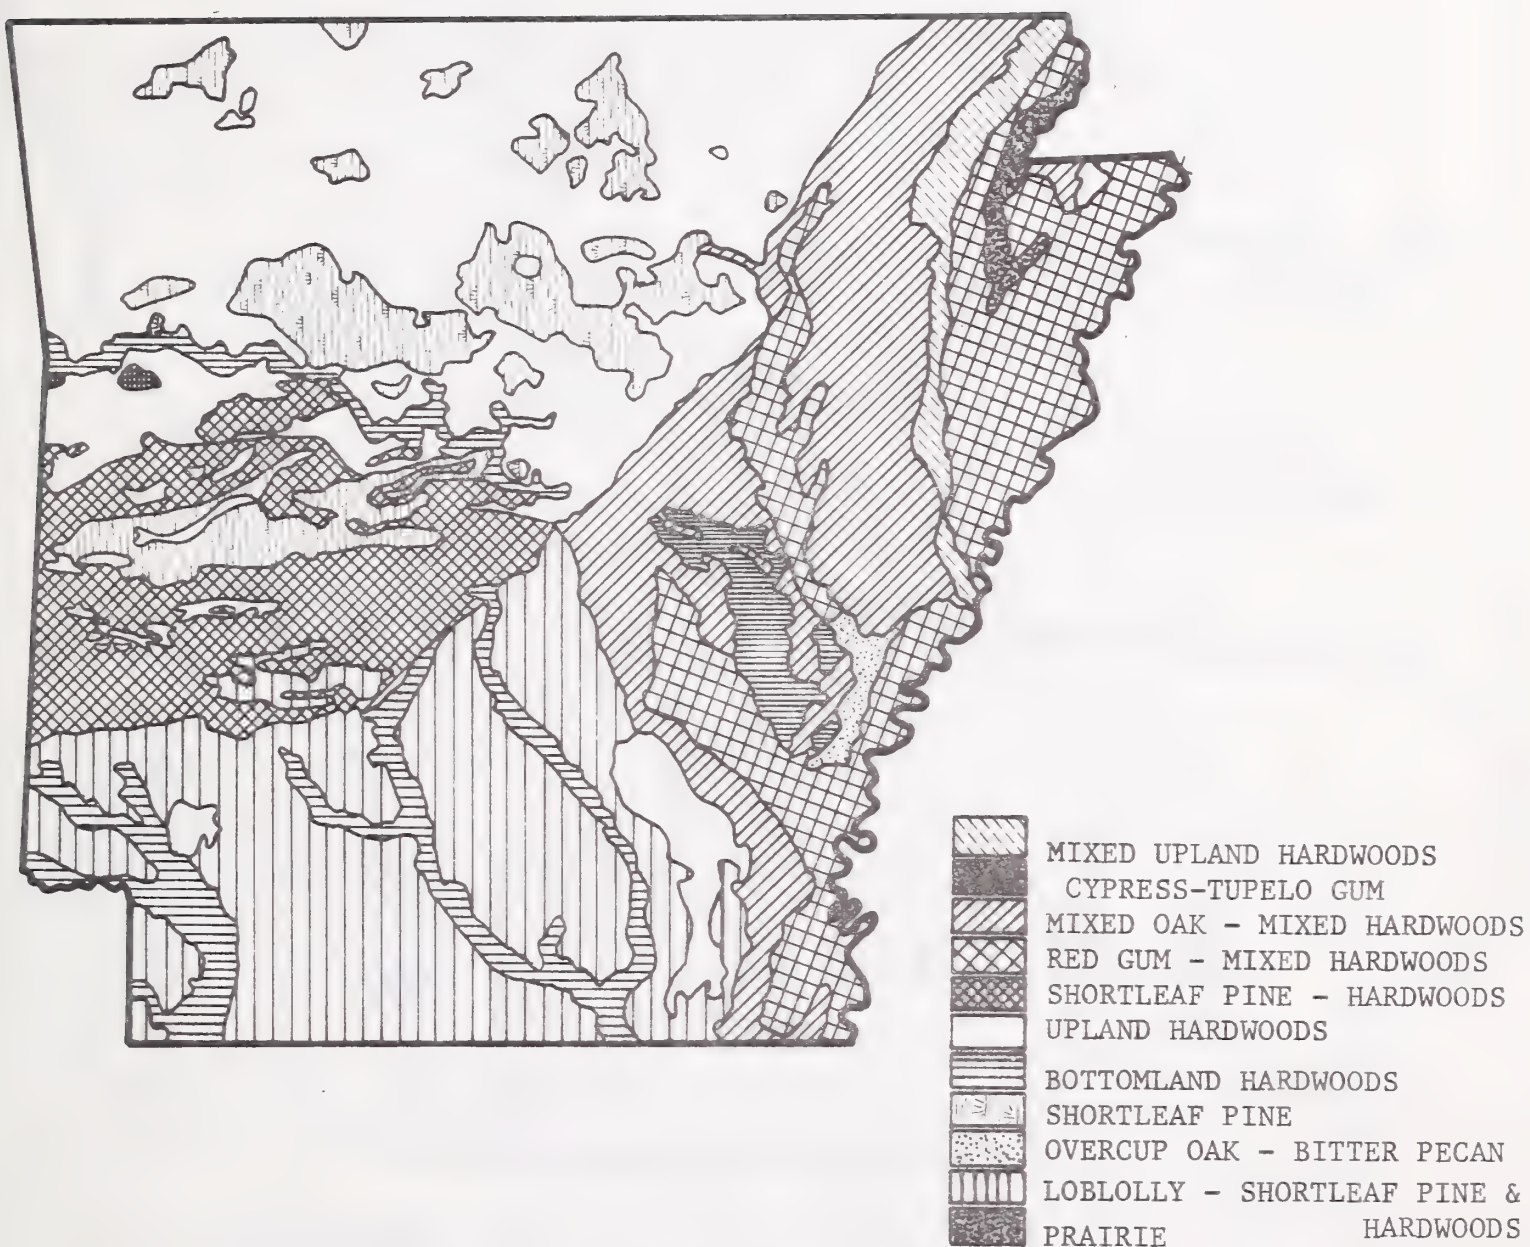 MIXED UPLAND HARDWOODS
CYPRESS-TUPELO GUM
MIXED OAK - MIXED HARDWOODS
RED GUM - MIXED HARDWOODS
SHORTLEAF PINE - HARDWOODS
UPLAND HARDWOODS
BOTTOMLAND HARDWOODS
SHORTLEAF PINE
OVERCUP OAK - BITTER PECAN
LOBLOLLY - SHORTLEAF PINE &
HARDWOODS
PRAIRIE